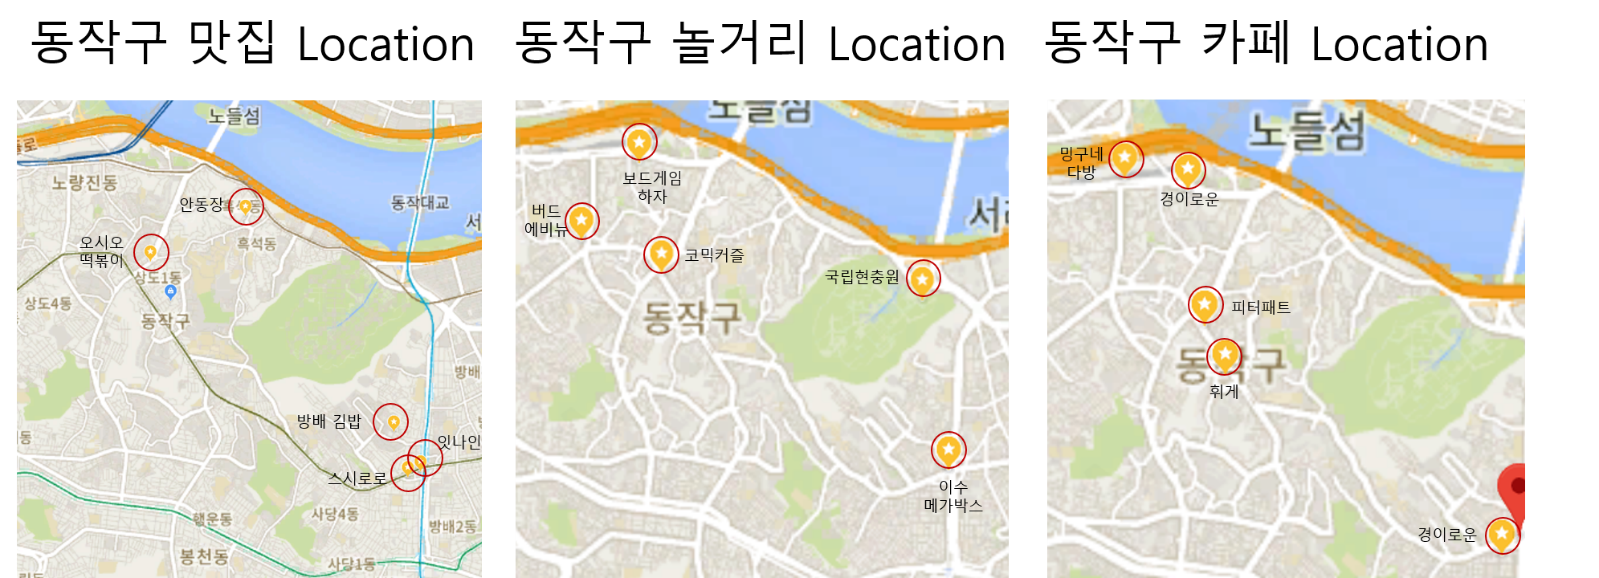 동작구 맛집 Location
동작구 놀거리 Location
동작구 카페 Location
노들섬
노량진동
안동장
동작대교
서
흑석동
오시오
떡볶이
상도1동
상도4동
동작구
방배
방배 김밥
잇나인
스시로로
사당4동
행운동
방배2동
봉천동
사당1동
노들섬
보드게임
하자
버드
에비뉴
코믹커즐
서
국립현충원
동작구
이수
메가박스
노들섬
밍구네
다방
경이로운
피터패트
동작구
휘게
경이로운